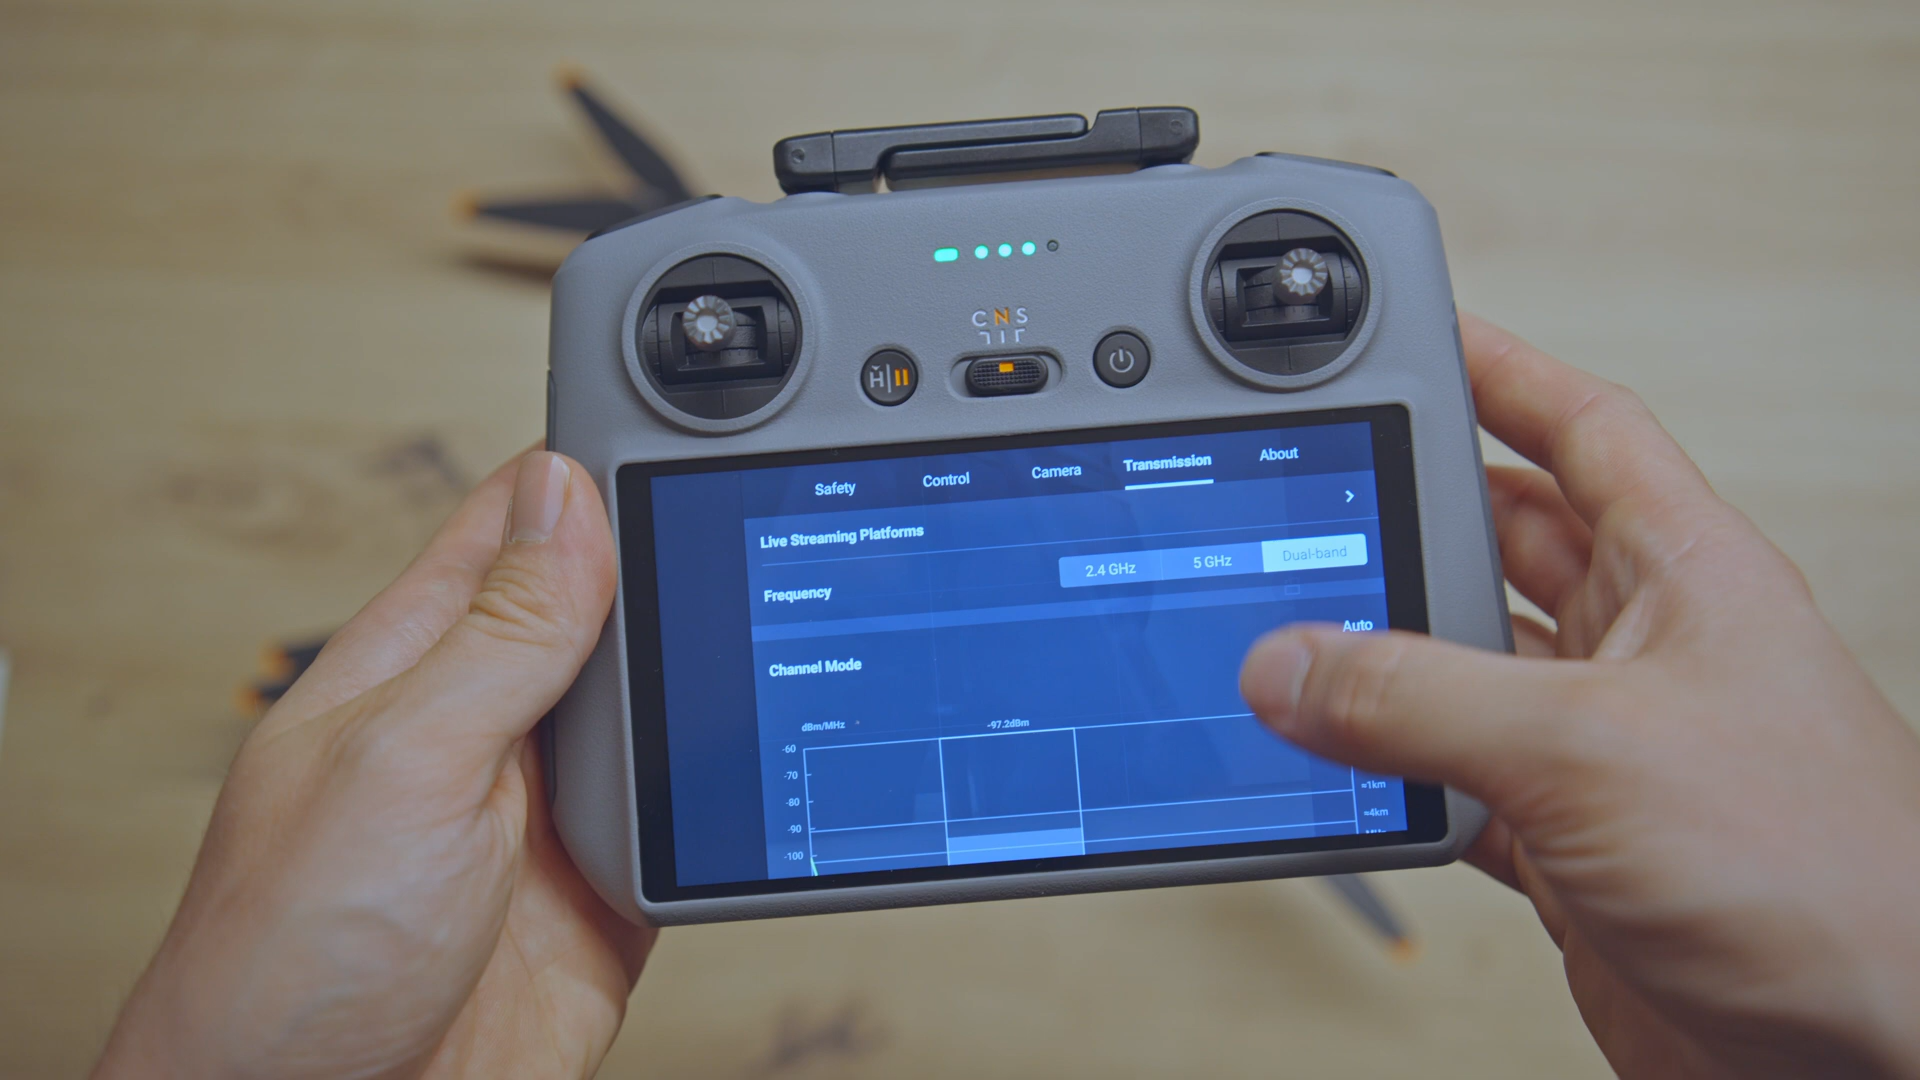 C N S
H
Safety Control Camera Transmission About
Live Streaming Platforms
Frequency 2.4 GHz 5 GHz Dual-band
Auto
Channel Mode
dBm/MHz -97.2dBm
-60
-70
-80 ≈1km
-90 ≈4km
-100